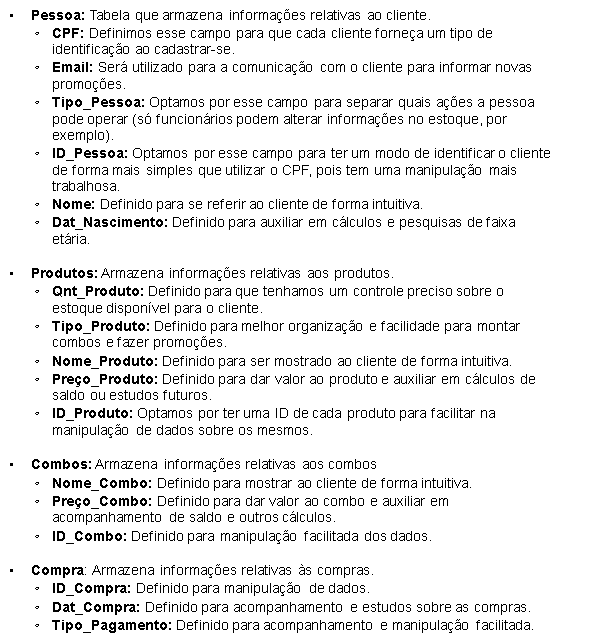 • Pessoa: Tabela que armazena informações relativas ao cliente.
◦ CPF: Definimos esse campo para que cada cliente forneça um tipo de
identificação ao cadastrar-se.
◦ Email: Será utilizado para a comunicação com o cliente para informar novas
promoções.
◦ Tipo_Pessoa: Optamos por esse campo para separar quais ações a pessoa
pode operar (só funcionários podem alterar informações no estoque, por
exemplo).
◦ ID_Pessoa: Optamos por esse campo para ter um modo de identificar o cliente
de forma mais simples que utilizar o CPF, pois tem uma manipulação mais
trabalhosa.
◦ Nome: Definido para se referir ao cliente de forma intuitiva.
◦ Dat_Nascimento: Definido para auxiliar em cálculos e pesquisas de faixa
etária.
• Produtos: Armazena informações relativas aos produtos.
◦ Qnt_Produto: Definido para que tenhamos um controle preciso sobre o
estoque disponível para o cliente.
◦ Tipo_Produto: Definido para melhor organização e facilidade para montar
combos e fazer promoções.
◦ Nome_Produto: Definido para ser mostrado ao cliente de forma intuitiva.
◦ Preço_Produto: Definido para dar valor ao produto e auxiliar em cálculos de
saldo ou estudos futuros.
◦ ID_Produto: Optamos por ter uma ID de cada produto para facilitar na
manipulação de dados sobre os mesmos.
• Combos: Armazena informações relativas aos combos
◦ Nome_Combo: Definido para mostrar ao cliente de forma intuitiva.
◦ Preço_Combo: Definido para dar valor ao combo e auxiliar em
acompanhamento de saldo e outros cálculos.
◦ ID_Combo: Definido para manipulação facilitada dos dados.
• Compra: Armazena informações relativas às compras.
◦ ID_Compra: Definido para manipulação de dados.
◦ Dat_Compra: Definido para acompanhamento e estudos sobre as compras.
◦ Tipo_Pagamento: Definido para acompanhamento e manipulação facilitada.